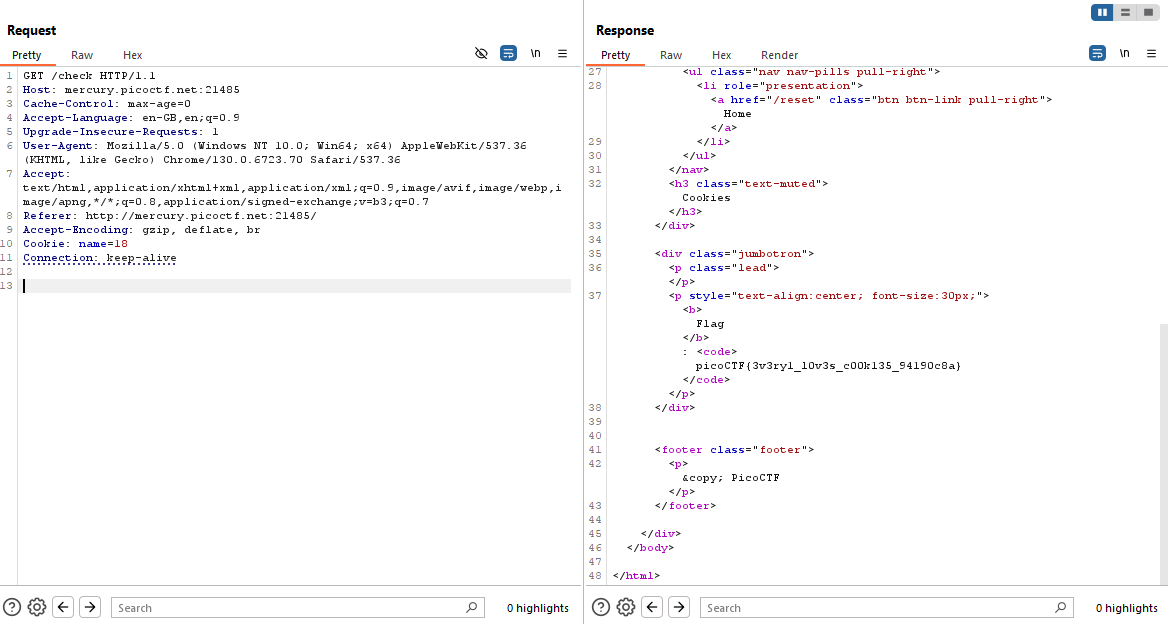 Request
Pretty Raw Hex \n
1 GET /check HTTP/1.1
2 Host: mercury.picoctf.net:21485
3 Cache-Control: max-age=0
4 Accept-Language: en-GB,en;q=0.9
5 Upgrade-Insecure-Requests: 1
6 User-Agent: Mozilla/5.0 (Windows NT 10.0; Win64; x64) AppleWebKit/537.36
(KHTML, like Gecko) Chrome/130.0.6723.70 Safari/537.36
7 Accept:
text/html,application/xhtml+xml,application/xml;q=0.9,image/avif,image/webp,i
mage/apng,*/*;q=0.8,application/signed-exchange;v=b3;q=0.7
8 Referer: http://mercury.picoctf.net:21485/
9 Accept-Encoding: gzip, deflate, br
10 Cookie: name=18
11 Connection: keep-alive
12
13
Search 0 highlights
Response
Pretty Raw Hex Render \n
27 <ul class="nav nav-pills pull-right">
28 <li role="presentation">
<a href="/reset" class="btn btn-link pull-right">
Home
</a>
29 </li>
30 </ul>
31 </nav>
32 <h3 class="text-muted">
Cookies
</h3>
33 </div>
34
35 <div class="jumbotron">
36 <p class="lead">
</p>
37 <p style="text-align:center; font-size:30px;">
<b>
Flag
</b>
: <code>
picoCTF{3v3ry1_l0v3s_c00k135_94190c8a}
</code>
</p>
38 </div>
39
40
41 <footer class="footer">
42 <p>
&copy; PicoCTF
</p>
43 </footer>
44
45 </div>
46 </body>
47
48 </html>
Search 0 highlights